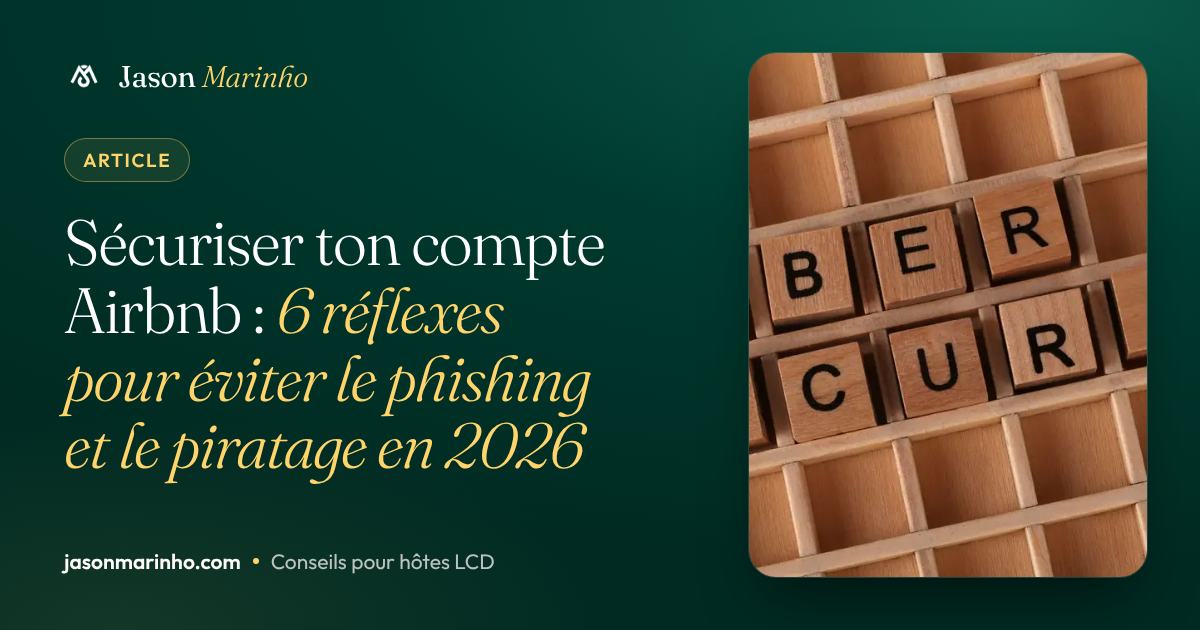 Jason Marinho
ARTICLE
Sécuriser ton compte
Airbnb : 6 réflexes
pour éviter le phishing
et le piratage en 2026
jasonmarinho.com • Conseils pour hôtes LCD
BER
CUR